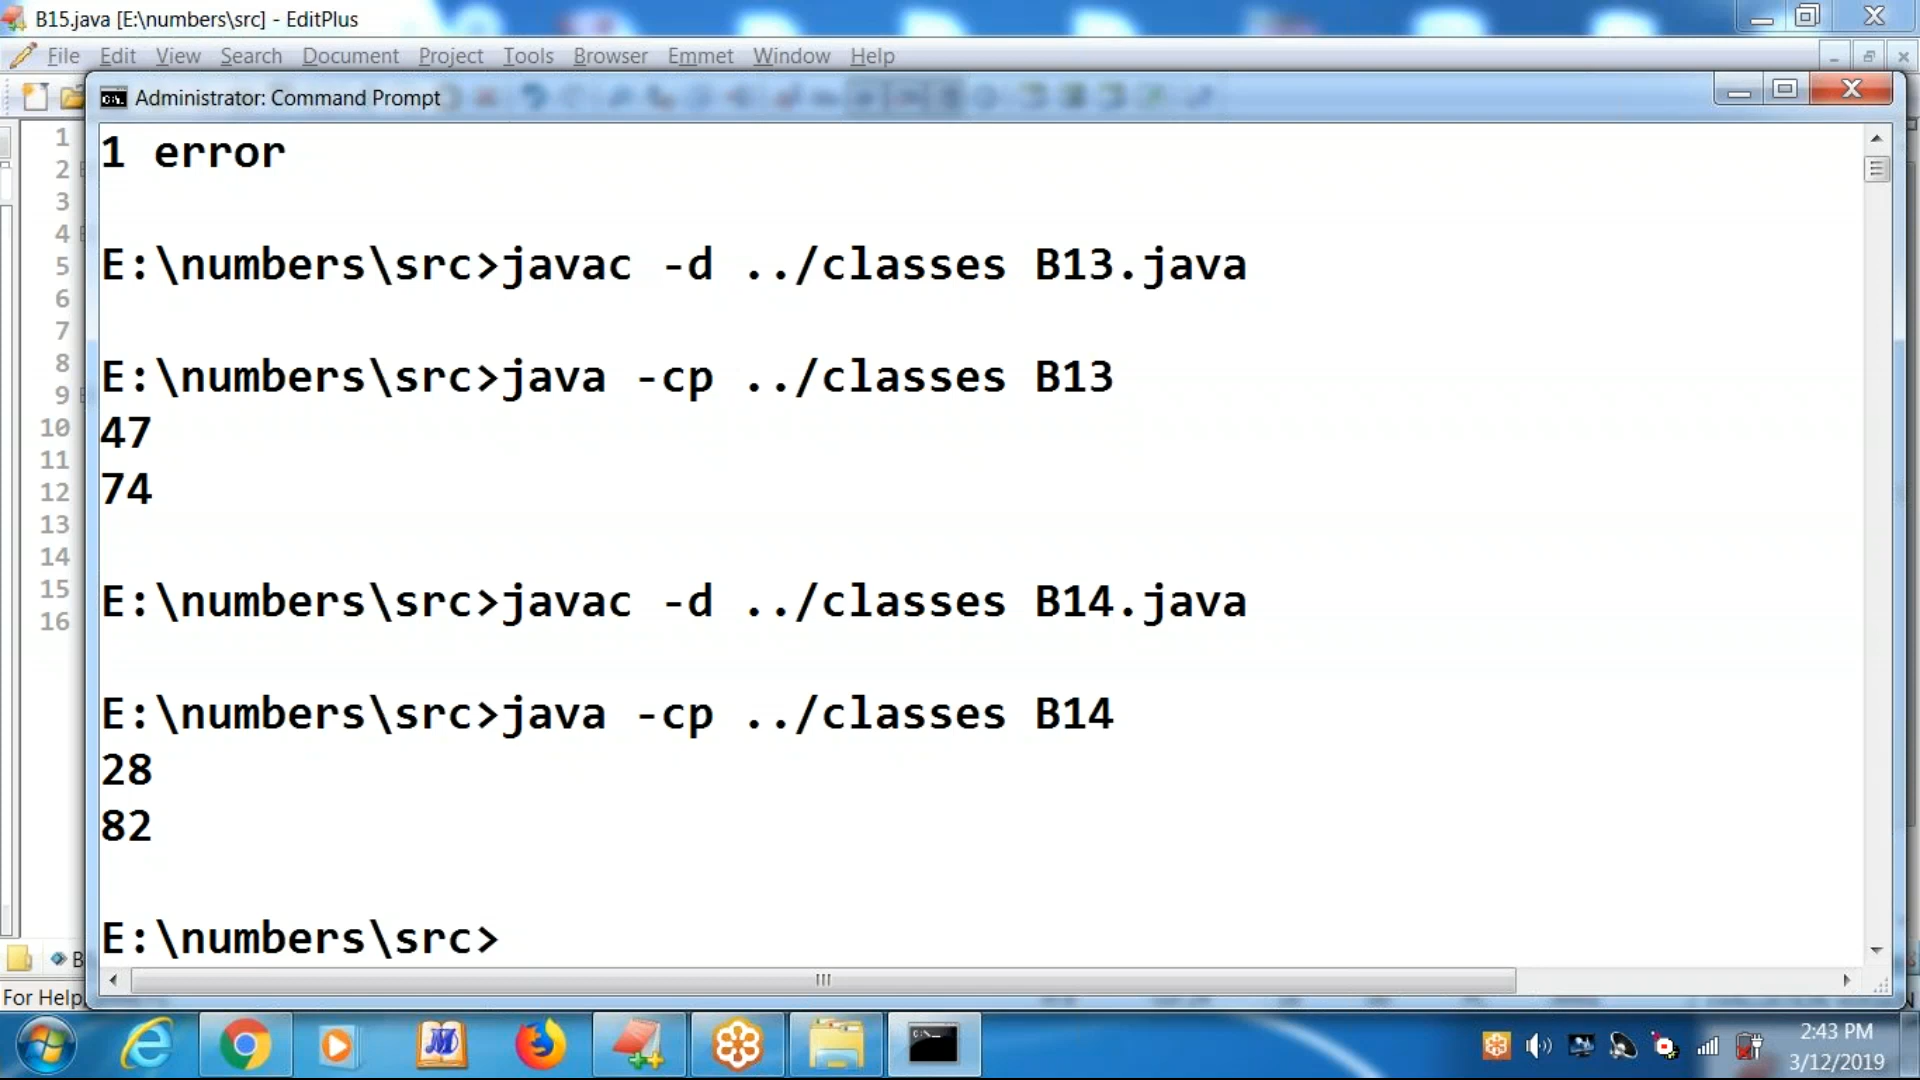 B15.java [E:\numbers\src] - EditPlus
File Edit View Search Document Project Tools Browser Emmet Window Help
Administrator: Command Prompt
1 error
E:\numbers\src>javac -d ../classes B13.java
E:\numbers\src>java -cp ../classes B13
47
74
E:\numbers\src>javac -d ../classes B14.java
E:\numbers\src>java -cp ../classes B14
28
82
E:\numbers\src>
1
2
3
4
5
6
7
8
9
10
11
12
13
14
15
16
B
For Help
2:43 PM
3/12/2019